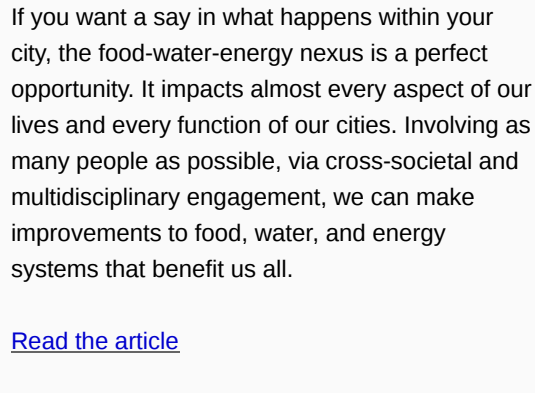 If you want a say in what happens within your
city, the food-water-energy nexus is a perfect
opportunity. It impacts almost every aspect of our
lives and every function of our cities. Involving as
many people as possible, via cross-societal and
multidisciplinary engagement, we can make
improvements to food, water, and energy
systems that benefit us all.
Read the article